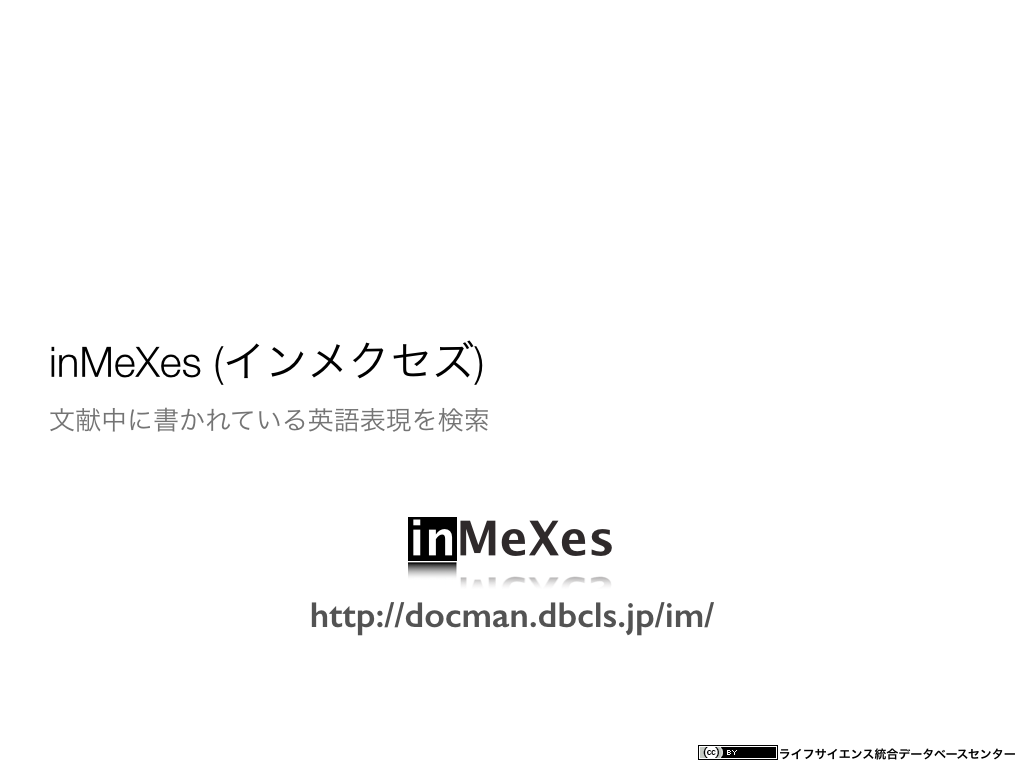 inMeXes (インメクセズ)
文献中に書かれている英語表現を検索
inMeXes
http://docman.dbcls.jp/im/
(cc) BY ライフサイエンス統合データベースセンター